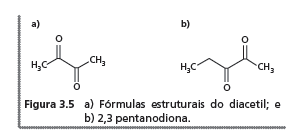 a)
b)
O
H₃C
CH₃
O
O
H₃C
CH₃
O
Figura 3.5 a) Fórmulas estruturais do diacetil; e
b) 2,3 pentanodiona.